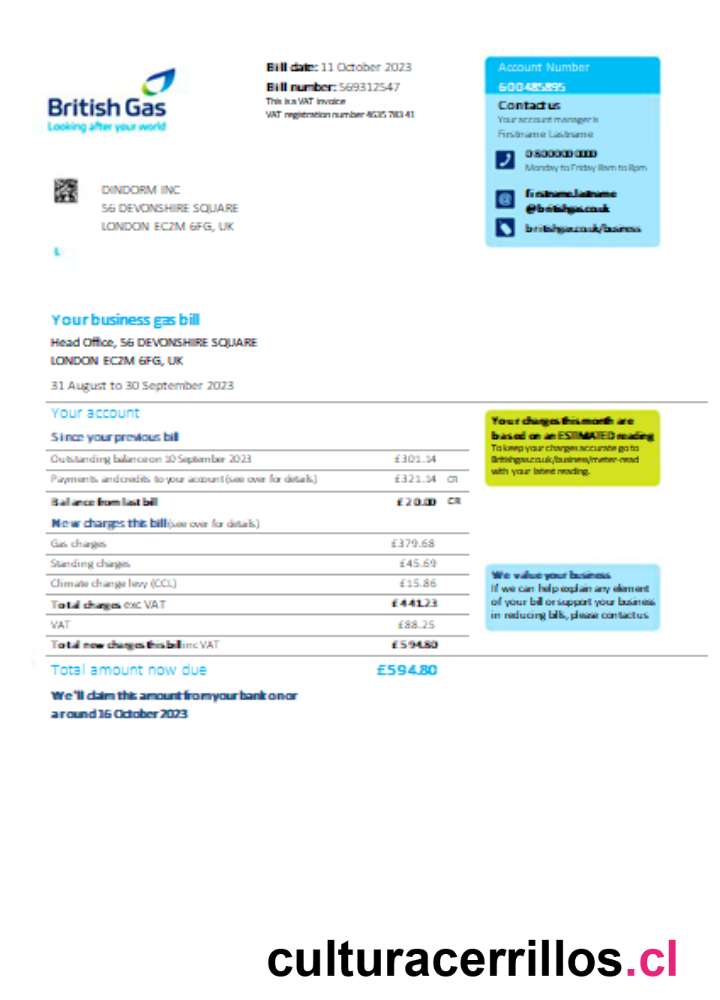 British Gas
Looking after your world
Bill date: 11 October 2023
Bill number: 569312547
This is a VAT invoice
VAT registration number 4635 783 41
Account Number
600485895
Contact us
Your account manager is
Firstname Lastname
0800 000 0000
Monday to Friday 8am to 8pm
firstname.lastname
@britishgas.co.uk
britishgas.co.uk/business
DINDORM INC
56 DEVONSHIRE SQUARE
LONDON EC2M 6FG, UK
Your business gas bill
Head Office, 56 DEVONSHIRE SQUARE
LONDON EC2M 6FG, UK
31 August to 30 September 2023
Your account
Since your previous bill
Outstanding balance on 10 September 2023 £301.14
Payments and credits to your account (see over for details) £321.14 CR
Balance from last bill £20.00 CR
New charges this bill (see over for details)
Gas charges £379.68
Standing charges £45.69
Climate change levy (CCL) £15.86
Total charges exc VAT £441.23
VAT £88.25
Total new charges this bill inc VAT £594.80
Total amount now due £594.80
We'll claim this amount from your bank on or
around 16 October 2023
Your charges this month are
based on an ESTIMATED reading
To keep your charges accurate go to
Britishgas.co.uk/business/meter-read
with your latest reading.
We value your business
If we can help explain any element
of your bill or support your business
in reducing bills, please contact us
culturacerrillos.cl